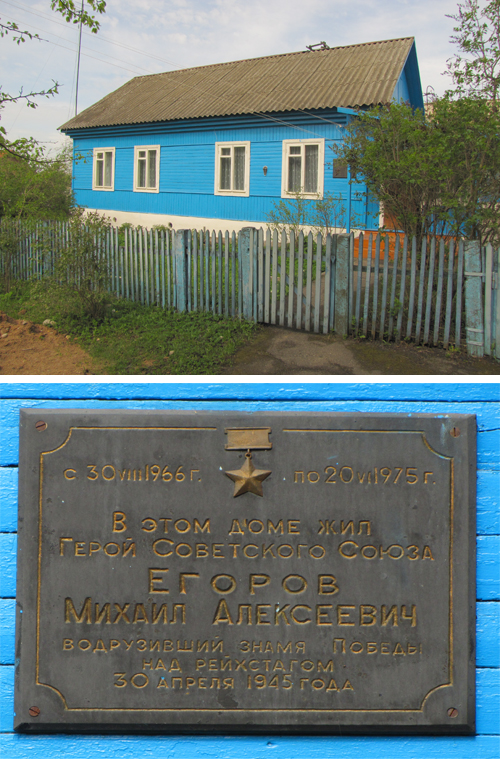 с 30 VIII 1966 г. по 20 VI 1975 г.
В этом доме жил
Герой Советского Союза
Егоров
Михаил Алексеевич
водрузивший знамя Победы
над рейхстагом
30 апреля 1945 года